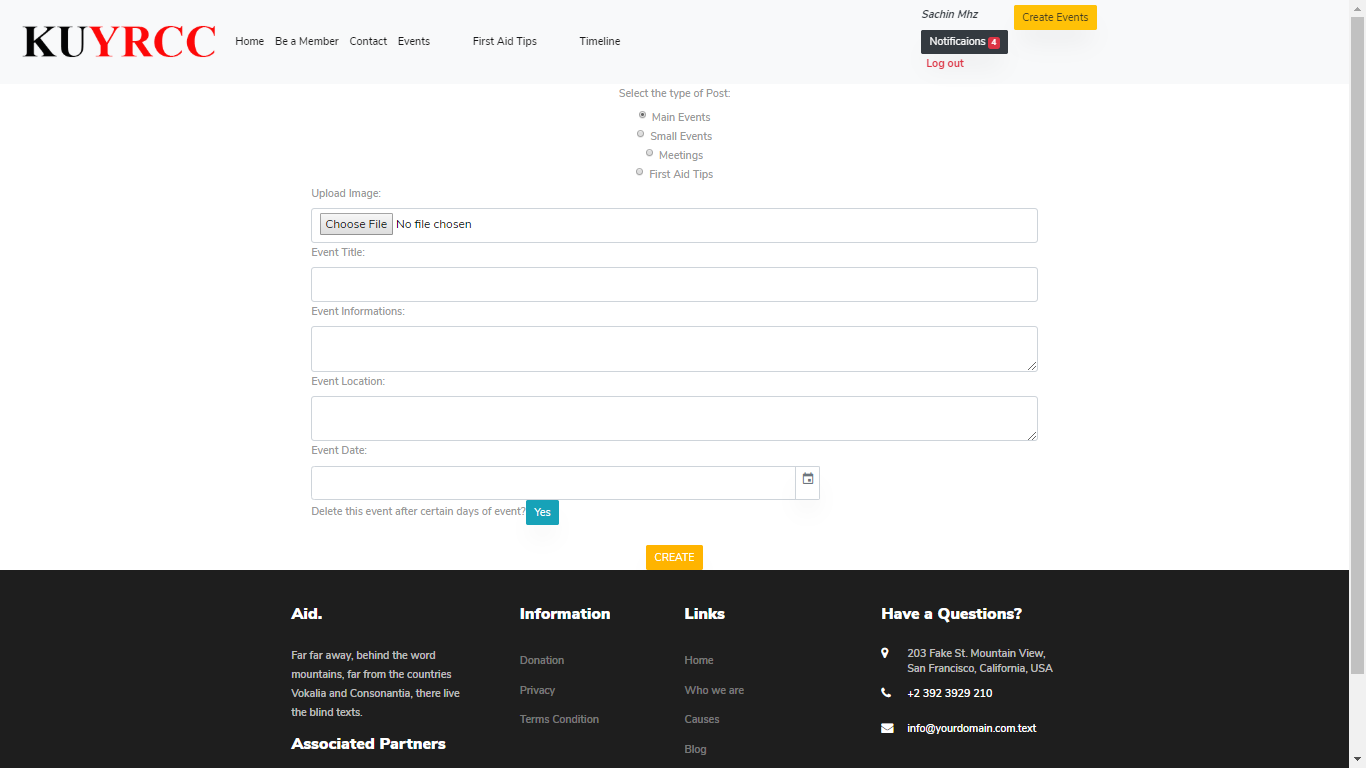 KUYRCC
Home Be a Member Contact Events First Aid Tips Timeline
Sachin Mhz
Create Events
Notificaions 4
Log out
Select the type of Post:
Main Events
Small Events
Meetings
First Aid Tips
Upload Image:
Choose File No file chosen
Event Title:
Event Informations:
Event Location:
Event Date:
Delete this event after certain days of event? Yes
CREATE
Aid.
Far far away, behind the word
mountains, far from the countries
Vokalia and Consonantia, there live
the blind texts.
Associated Partners
Information
Donation
Privacy
Terms Condition
Links
Home
Who we are
Causes
Blog
Have a Questions?
203 Fake St. Mountain View,
San Francisco, California, USA
+2 392 3929 210
info@yourdomain.com.text